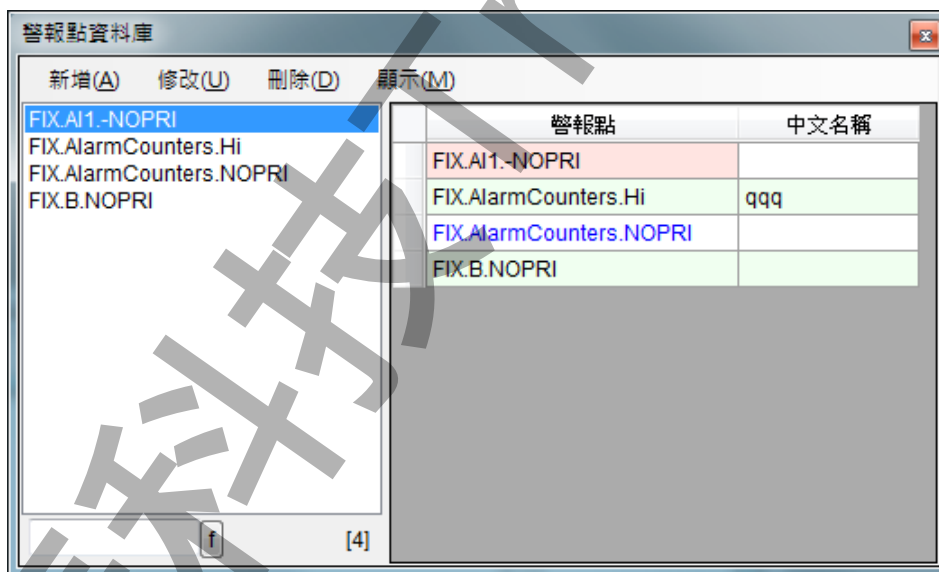 警報點資料庫
新增(A) 修改(U) 刪除(D) 顯示(M)
FIX.AI1.-NOPRI
FIX.AlarmCounters.Hi
FIX.AlarmCounters.NOPRI
FIX.B.NOPRI
f [4]
警報點 中文名稱
FIX.AI1.-NOPRI
FIX.AlarmCounters.Hi qqq
FIX.AlarmCounters.NOPRI
FIX.B.NOPRI
科技